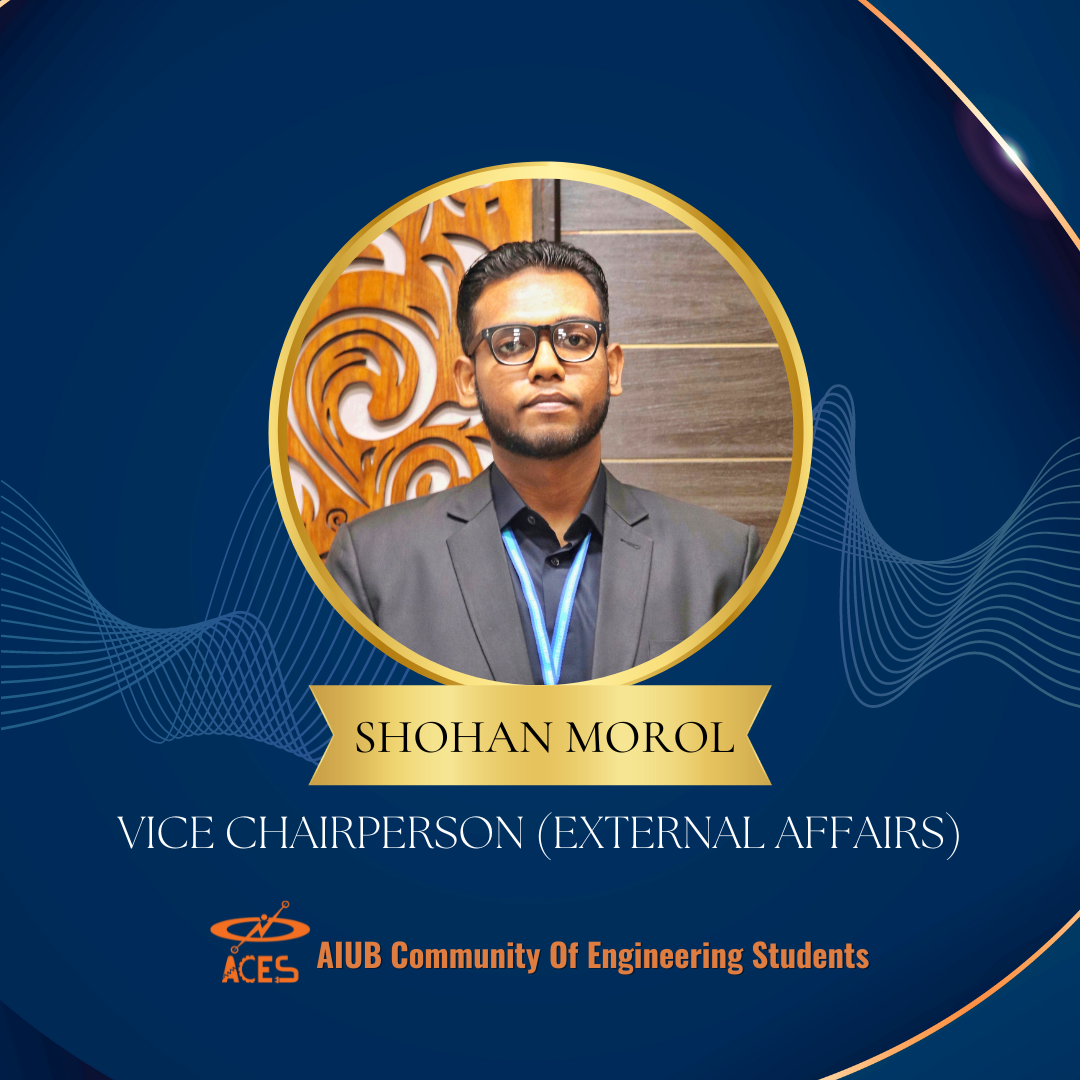 SHOHAN MOROL
VICE CHAIRPERSON (EXTERNAL AFFAIRS)
ACES
AIUB Community Of Engineering Students